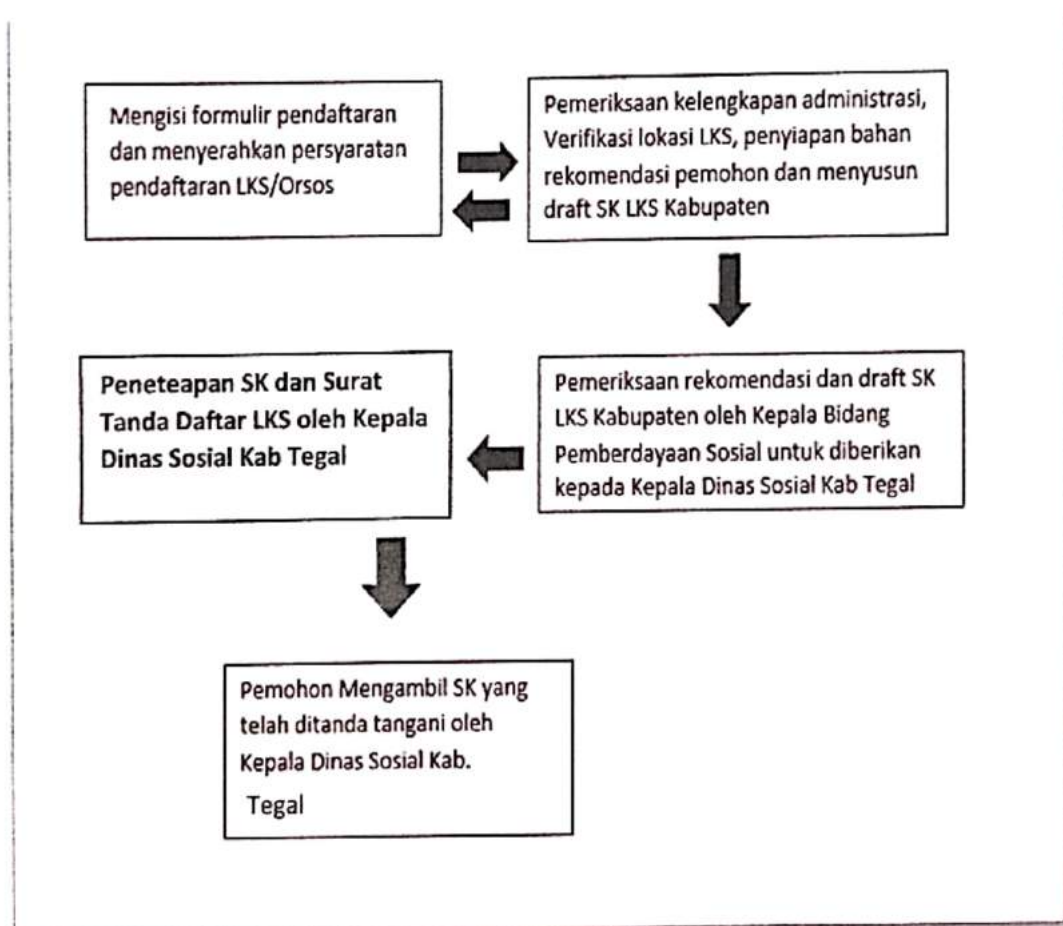 Mengisi formulir pendaftaran
dan menyerahkan persyaratan
pendaftaran LKS/Orsos
Pemeriksaan kelengkapan administrasi,
Verifikasi lokasi LKS, penyiapan bahan
rekomendasi pemohon dan menyusun
draft SK LKS Kabupaten
Pemeriksaan rekomendasi dan draft SK
LKS Kabupaten oleh Kepala Bidang
Pemberdayaan Sosial untuk diberikan
kepada Kepala Dinas Sosial Kab Tegal
Peneteapan SK dan Surat
Tanda Daftar LKS oleh Kepala
Dinas Sosial Kab Tegal
Pemohon Mengambil SK yang
telah ditanda tangani oleh
Kepala Dinas Sosial Kab.
Tegal